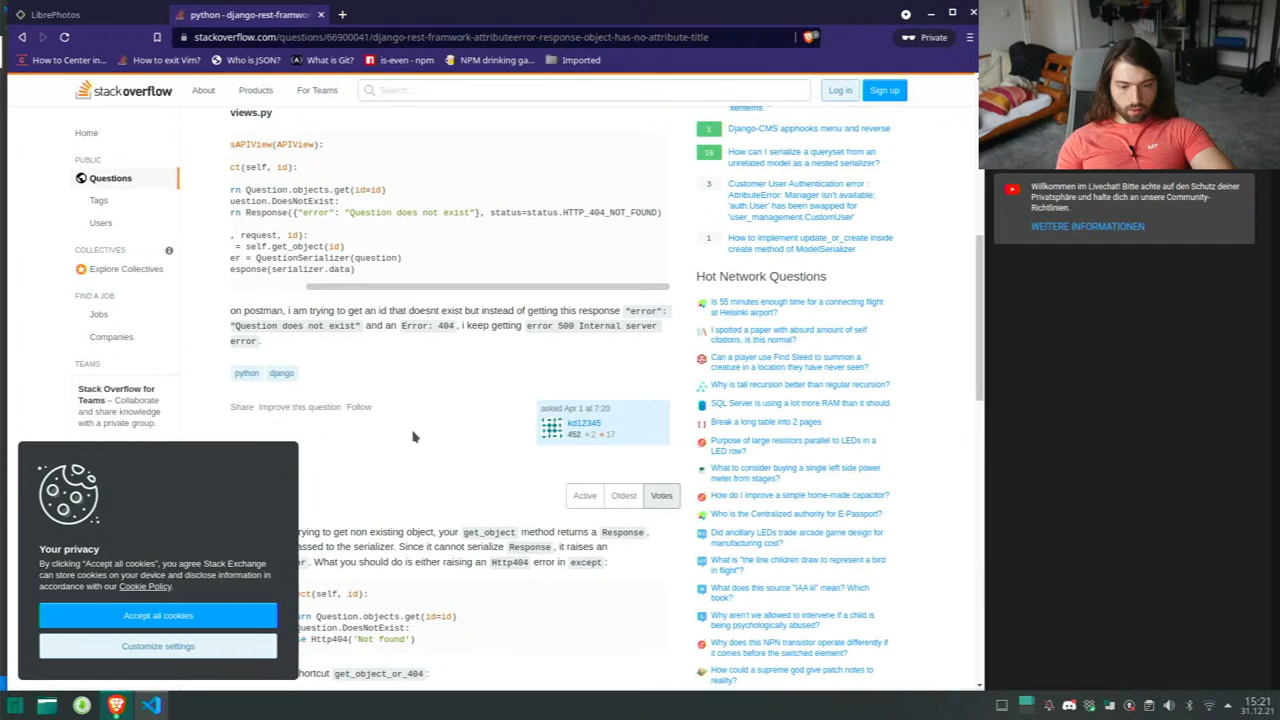 LibrePhotos
python - django-rest-framwor
stackoverflow.com/questions/66900041/django-rest-framwork-attributeerror-response-object-has-no-attribute-title
Private
How to Center in...
How to exit Vim?
Who is JSON?
What is Git?
is-even - npm
NPM drinking ga...
Imported
stackoverflow
About
Products
For Teams
Search...
Log in
Sign up
Home
PUBLIC
Questions
Tags
Users
COLLECTIVES
Explore Collectives
FIND A JOB
Jobs
Companies
TEAMS
Stack Overflow for
Teams – Collaborate
and share knowledge
with a private group.
views.py
sAPIView(APIView):
ct(self, id):
rn Question.objects.get(id=id)
uestion.DoesNotExist:
rn Response({"error": "Question does not exist"}, status=status.HTTP_404_NOT_FOUND)
, request, id):
= self.get_object(id)
er = QuestionSerializer(question)
esponse(serializer.data)
on postman, i am trying to get an id that doesnt exist but instead of getting this response "error":
"Question does not exist" and an Error: 404, i keep getting error 500 Internal server
error.
python django
Share Improve this question Follow
asked Apr 1 at 7:20
kd12345
452 2 17
Active Oldest Votes
rying to get non existing object, your get_object method returns a Response,
assed to the serializer. Since it cannot serialize Response, it raises an
r. What you should do is either raising an Http404 error in except:
ct(self, id):
rn Question.objects.get(id=id)
uestion.DoesNotExist:
e Http404('Not found')
hortcut get_object_or_404:
Your privacy
By clicking "Accept all cookies", you agree Stack Exchange
can store cookies on your device and disclose information in
accordance with our Cookie Policy.
Accept all cookies
Customize settings
itentems
1 Django-CMS apphooks menu and reverse
16 How can I serialize a queryset from an
unrelated model as a nested serializer?
3 Customer User Authentication error :
AttributeError: Manager isn't available;
'auth.User' has been swapped for
'user_management.CustomUser'
1 How to implement update_or_create inside
create method of ModelSerializer
Hot Network Questions
Is 55 minutes enough time for a connecting flight
at Helsinki airport?
I spotted a paper with absurd amount of self
citations, is this normal?
Can a player use Find Steed to summon a
creature in a location they have never seen?
Why is tail recursion better than regular recursion?
SQL Server is using a lot more RAM than it should
Break a long table into 2 pages
Purpose of large resistors parallel to LEDs in a
LED row?
What to consider buying a single left side power
meter from stages?
How do I improve a simple home-made capacitor?
Who is the Centralized authority for E-Passport?
Did ancillary LEDs trade arcade game design for
manufacturing cost?
What is "the line children draw to represent a bird
in flight"?
What does this source "IAA iii" mean? Which
book?
Why aren't we allowed to intervene if a child is
being psychologically abused?
Why does this NPN transistor operate differently if
it comes before the switched element?
How could a supreme god give patch notes to
reality?
Willkommen im Livechat! Bitte achte auf den Schutz deiner
Privatsphäre und halte dich an unsere Community-
Richtlinien.
WEITERE INFORMATIONEN
15:21
31.12.21